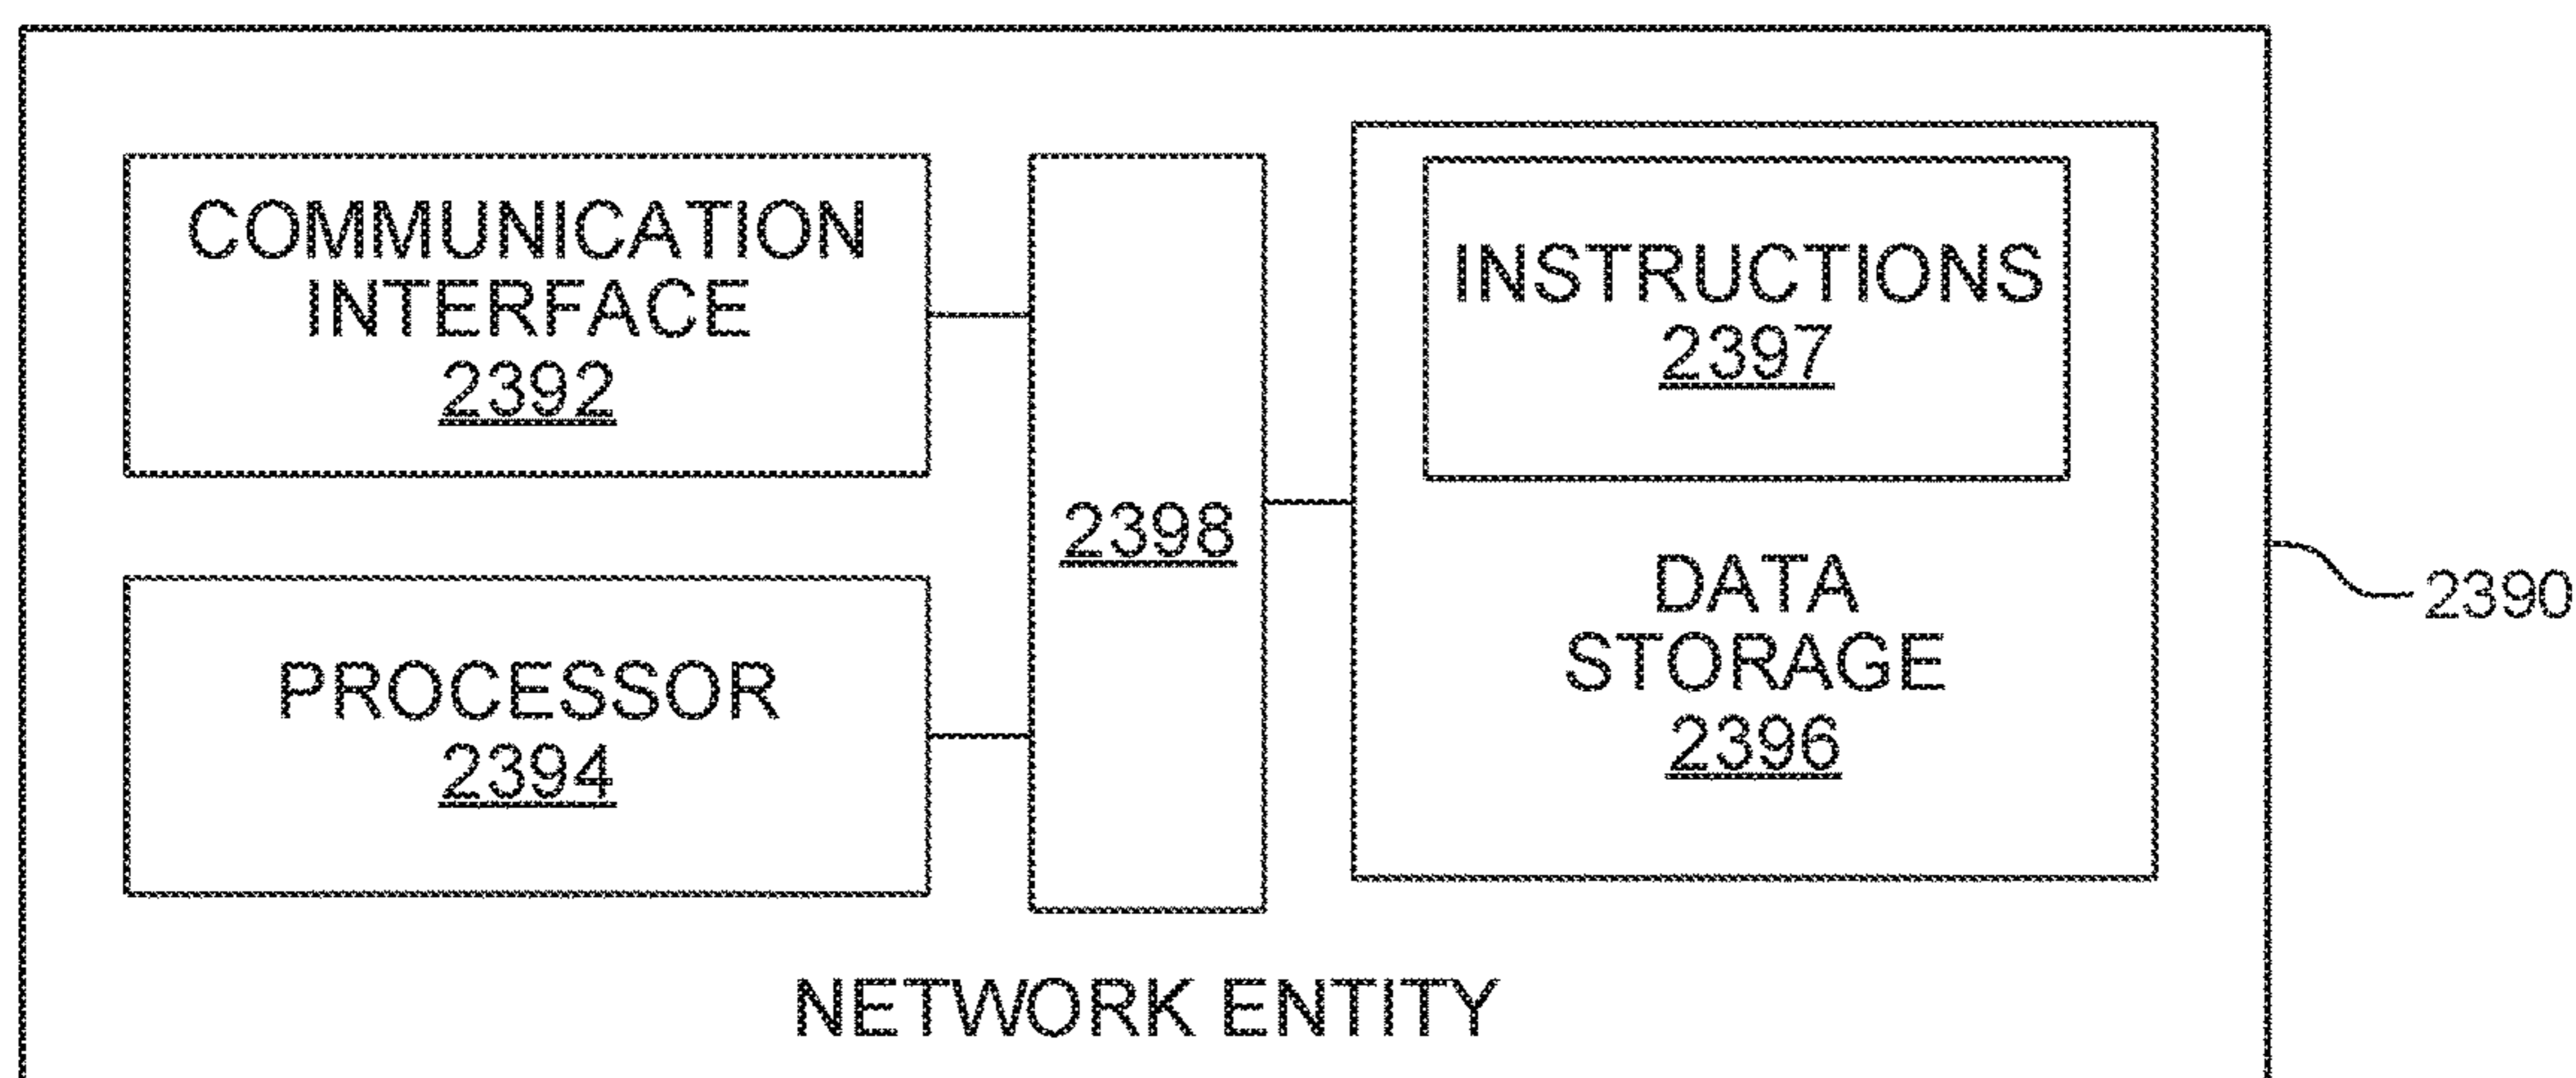 COMMUNICATION
INTERFACE
2392
PROCESSOR
2394
2398
INSTRUCTIONS
2397
DATA
STORAGE
2396
NETWORK ENTITY
2390